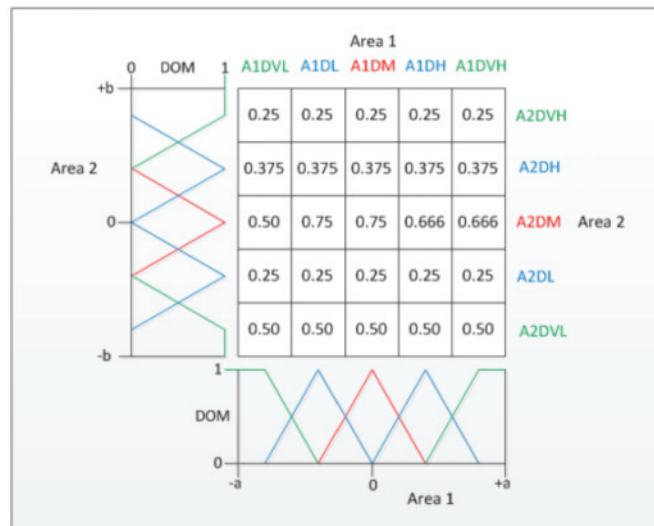 Area 1
0 DOM 1 A1DVL A1DL A1DM A1DH A1DVH
+b
0.25 0.25 0.25 0.25 0.25 A2DVH
Area 2 0.375 0.375 0.375 0.375 0.375 A2DH
0 0.50 0.75 0.75 0.666 0.666 A2DM Area 2
0.25 0.25 0.25 0.25 0.25 A2DL
0.50 0.50 0.50 0.50 0.50 A2DVL
-b
1
DOM
0
-a 0 +a
Area 1